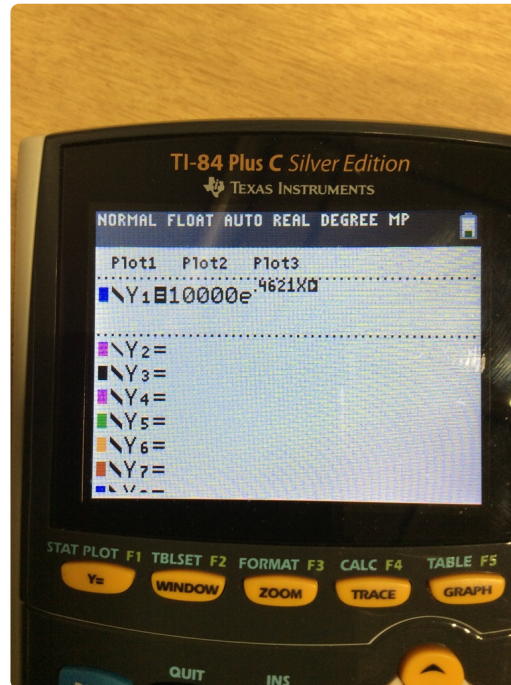 TI-84 Plus C Silver Edition
TEXAS INSTRUMENTS
NORMAL FLOAT AUTO REAL DEGREE MP
Plot1 Plot2 Plot3
\Y1=10000e^.4621X
\Y2=
\Y3=
\Y4=
\Y5=
\Y6=
\Y7=
STAT PLOT F1 TBLSET F2 FORMAT F3 CALC F4 TABLE F5
Y= WINDOW ZOOM TRACE GRAPH
QUIT INS